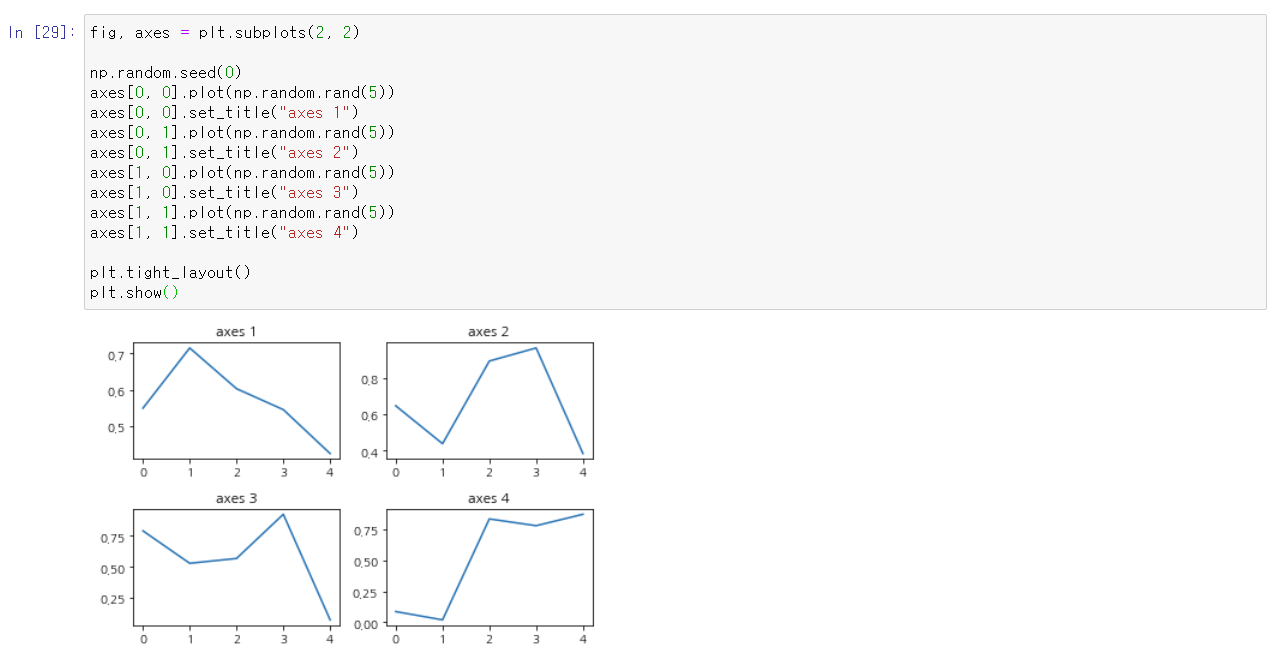 In [29]: fig, axes = plt.subplots(2, 2)
np.random.seed(0)
axes[0, 0].plot(np.random.rand(5))
axes[0, 0].set_title("axes 1")
axes[0, 1].plot(np.random.rand(5))
axes[0, 1].set_title("axes 2")
axes[1, 0].plot(np.random.rand(5))
axes[1, 0].set_title("axes 3")
axes[1, 1].plot(np.random.rand(5))
axes[1, 1].set_title("axes 4")
plt.tight_layout()
plt.show()
axes 1
0,7
0,6
0,5
0 1 2 3 4
axes 2
0,8
0,6
0,4
0 1 2 3 4
axes 3
0,75
0,50
0,25
0 1 2 3 4
axes 4
0,75
0,50
0,25
0,00
0 1 2 3 4